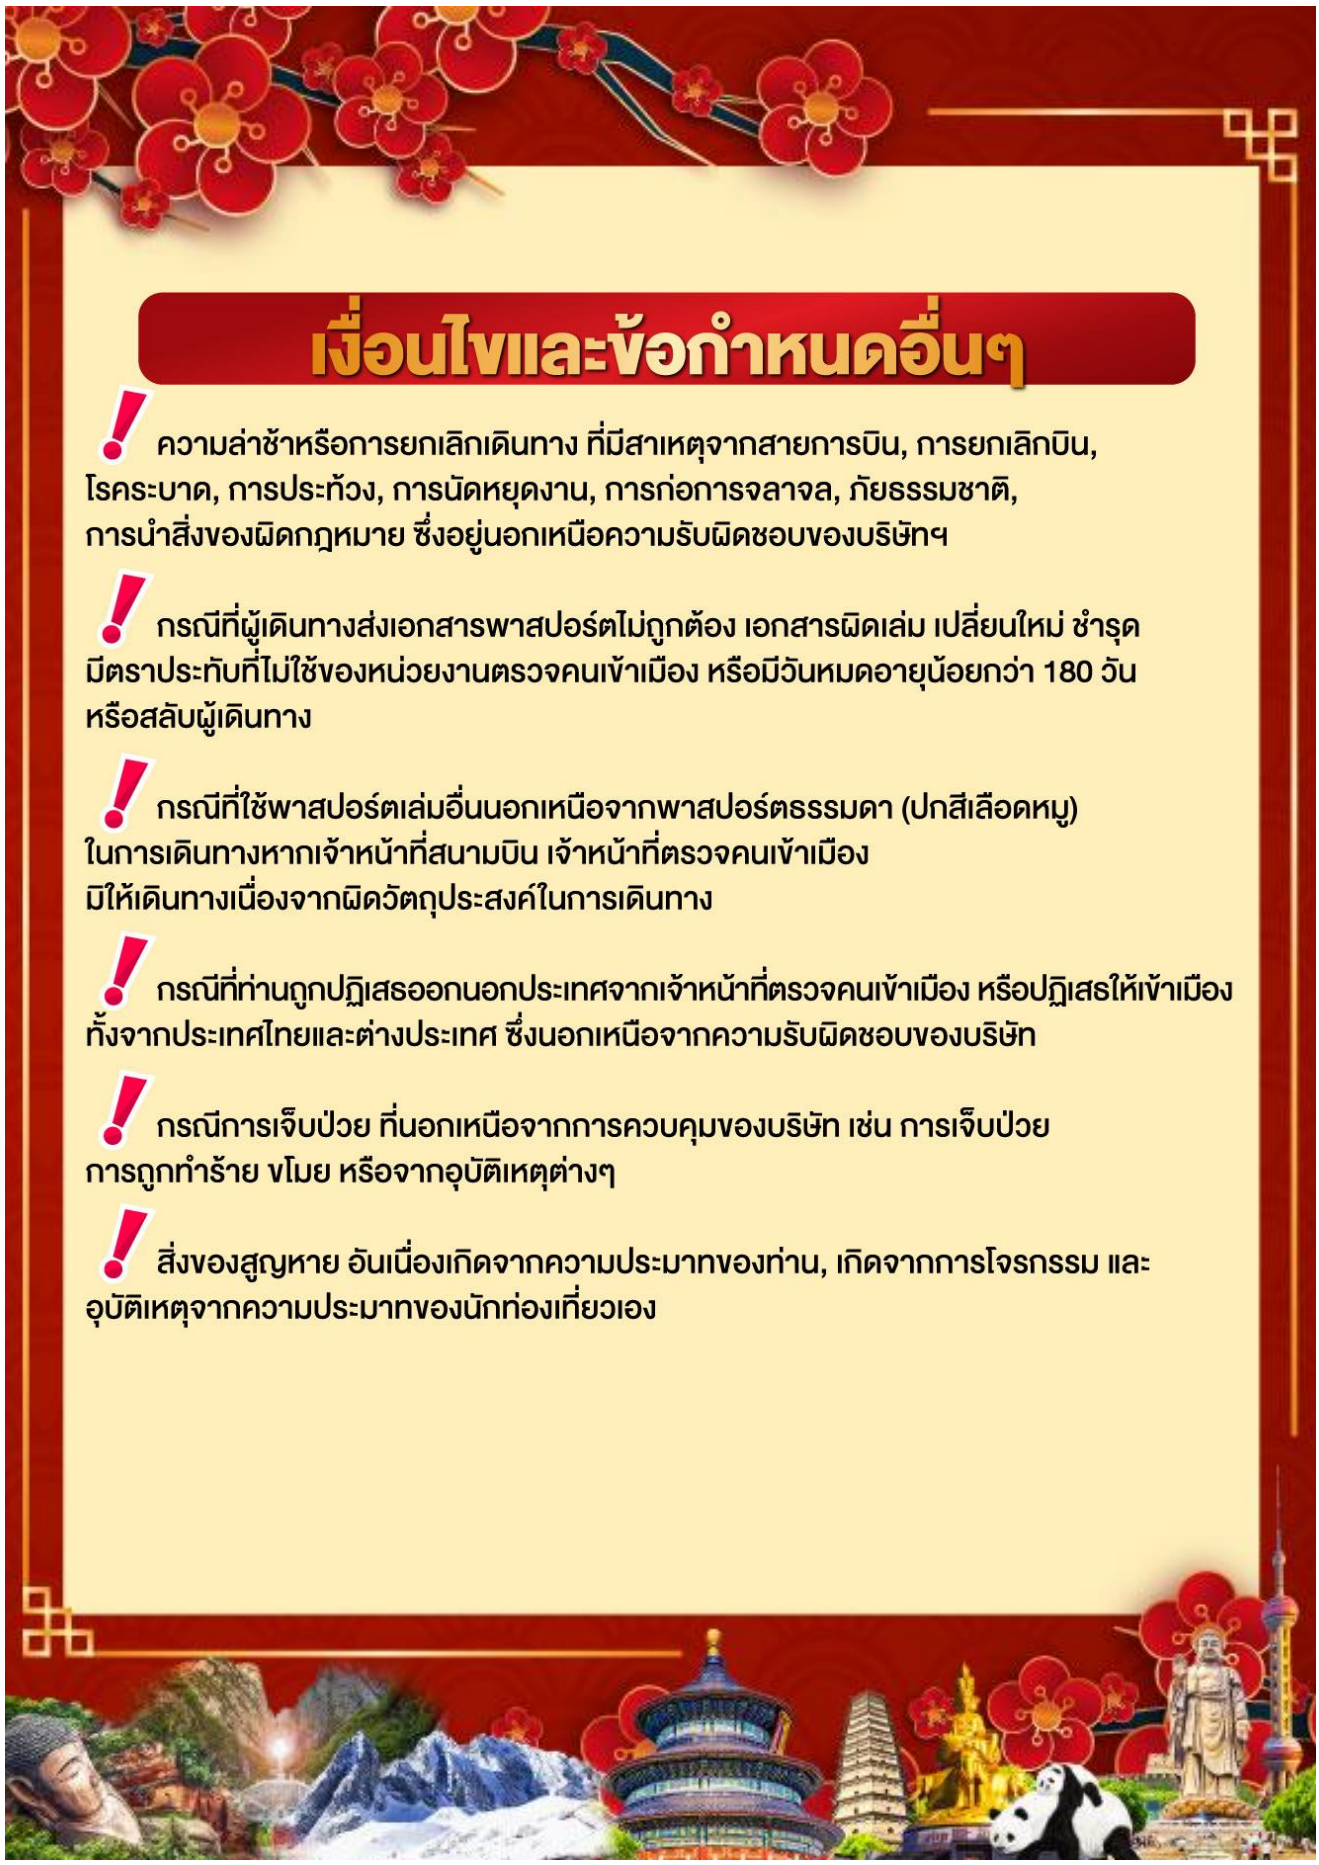 เงื่อนไขและข้อกำหนดอื่นๆ
ความล่าช้าหรือการยกเลิกเดินทาง ที่มีสาเหตุจากสายการบิน, การยกเลิกบิน,
โรคระบาด, การประท้วง, การนัดหยุดงาน, การก่อการจลาจล, ภัยธรรมชาติ,
การนำสิ่งของผิดกฎหมาย ซึ่งอยู่นอกเหนือความรับผิดชอบของบริษัทฯ
กรณีที่ผู้เดินทางส่งเอกสารพาสปอร์ตไม่ถูกต้อง เอกสารผิดเล่ม เปลี่ยนใหม่ ชำรุด
มีตราประทับที่ไม่ใช้ของหน่วยงานตรวจคนเข้าเมือง หรือมีวันหมดอายุน้อยกว่า 180 วัน
หรือสลับผู้เดินทาง
กรณีที่ใช้พาสปอร์ตเล่มอื่นนอกเหนือจากพาสปอร์ตธรรมดา (ปกสีเลือดหมู)
ในการเดินทางหากเจ้าหน้าที่สนามบิน เจ้าหน้าที่ตรวจคนเข้าเมือง
มิให้เดินทางเนื่องจากผิดวัตถุประสงค์ในการเดินทาง
กรณีที่ท่านถูกปฏิเสธออกนอกประเทศจากเจ้าหน้าที่ตรวจคนเข้าเมือง หรือปฏิเสธให้เข้าเมือง
ทั้งจากประเทศไทยและต่างประเทศ ซึ่งนอกเหนือจากความรับผิดชอบของบริษัท
กรณีการเจ็บป่วย ที่นอกเหนือจากการควบคุมของบริษัท เช่น การเจ็บป่วย
การถูกทำร้าย ขโมย หรือจากอุบัติเหตุต่างๆ
สิ่งของสูญหาย อันเนื่องเกิดจากความประมาทของท่าน, เกิดจากการโจรกรรม และ
อุบัติเหตุจากความประมาทของนักท่องเที่ยวเอง